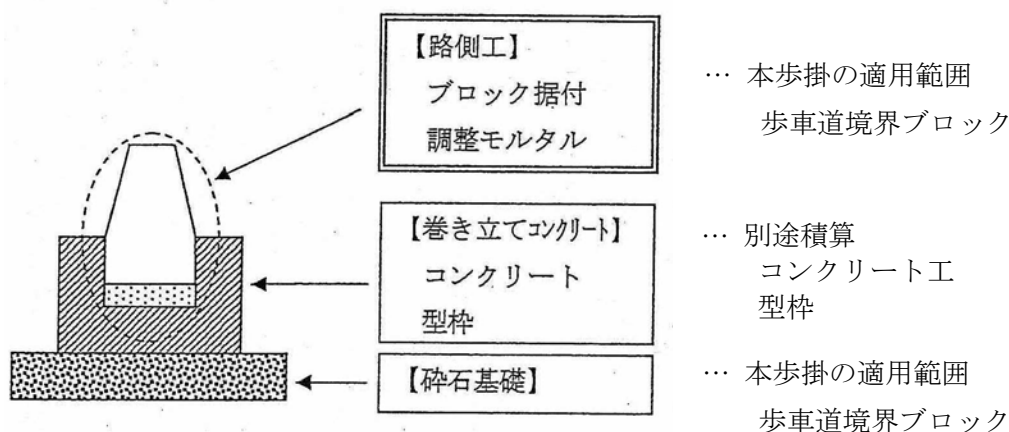 【路側工】
ブロック据付
調整モルタル
… 本歩掛の適用範囲
歩車道境界ブロック
【巻き立てコンクリート】
コンクリート
型枠
… 別途積算
コンクリート工
型枠
【砕石基礎】
… 本歩掛の適用範囲
歩車道境界ブロック